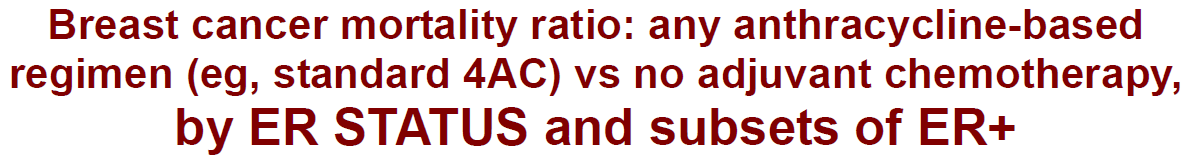 Breast cancer mortality ratio: any anthracycline-based
regimen (eg, standard 4AC) vs no adjuvant chemotherapy,
by ER STATUS and subsets of ER+